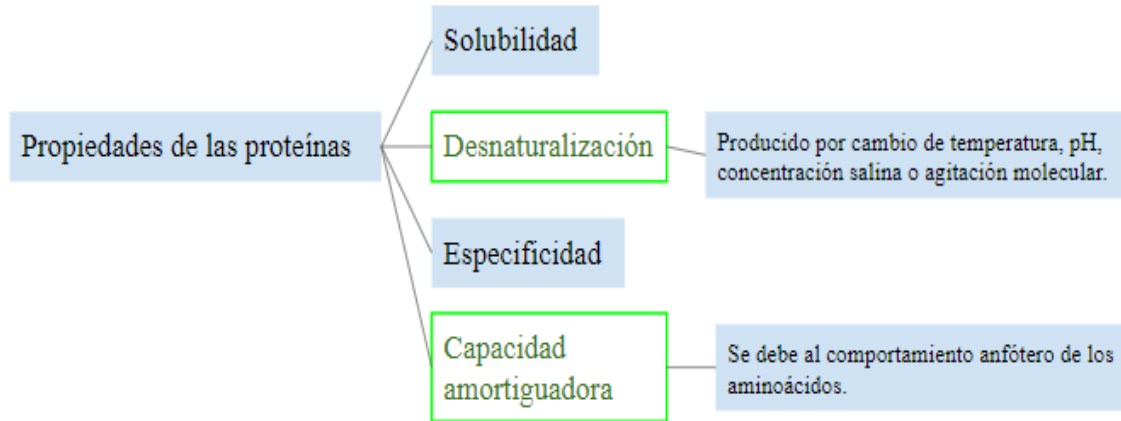 Propiedades de las proteínas
Solubilidad
Desnaturalización
Producido por cambio de temperatura, pH,
concentración salina o agitación molecular.
Especificidad
Capacidad
amortiguadora
Se debe al comportamiento anfótero de los
aminoácidos.